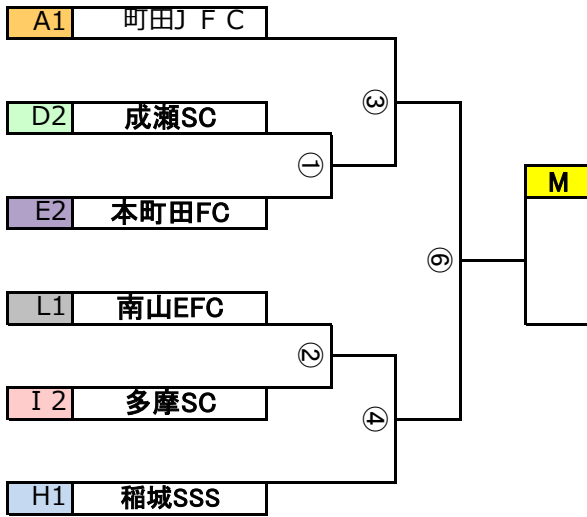 A1 町田J F C
③
D2 成瀬SC
①
M
E2 本町田FC
⑥
L1 南山EFC
②
I 2 多摩SC
④
H1 稲城SSS